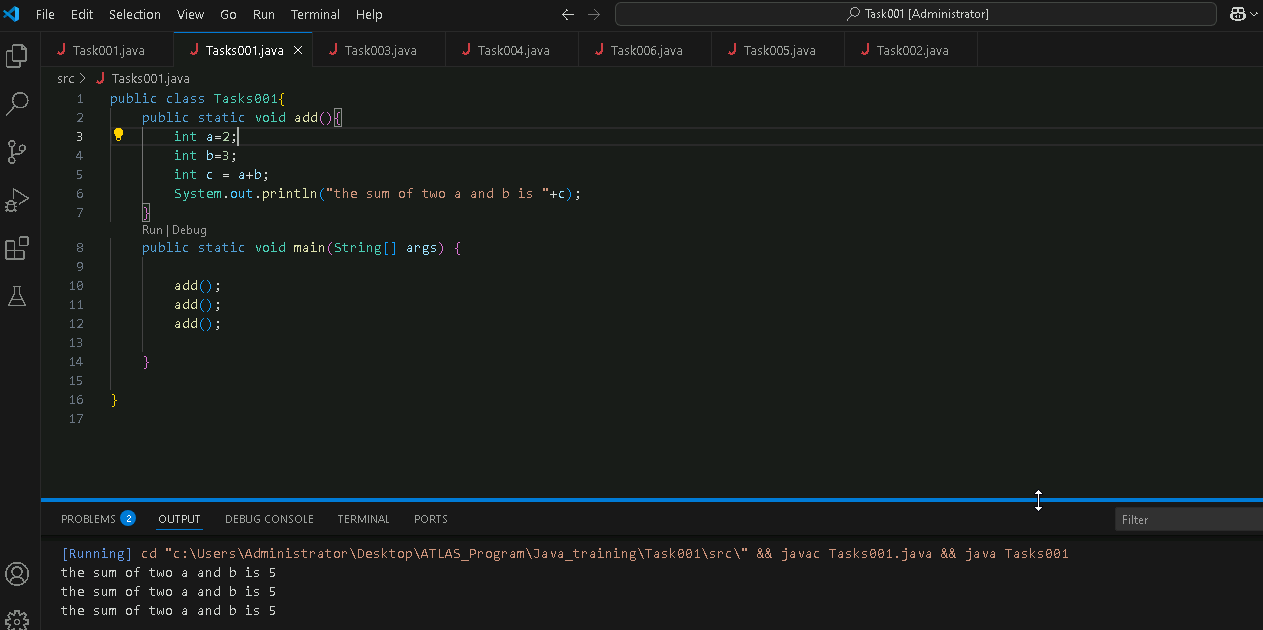 File Edit Selection View Go Run Terminal Help Task001 [Administrator]
Task001.java Tasks001.java Task003.java Task004.java Task006.java Task005.java Task002.java
src > Tasks001.java
1 public class Tasks001{
2     public static void add(){
3         int a=2;
4         int b=3;
5         int c = a+b;
6         System.out.println("the sum of two a and b is "+c);
7     }
Run | Debug
8     public static void main(String[] args) {
9
10         add();
11         add();
12         add();
13
14     }
15
16 }
17
PROBLEMS 2 OUTPUT DEBUG CONSOLE TERMINAL PORTS Filter
[Running] cd "c:\Users\Administrator\Desktop\ATLAS_Program\Java_training\Task001\src\" && javac Tasks001.java && java Tasks001
the sum of two a and b is 5
the sum of two a and b is 5
the sum of two a and b is 5